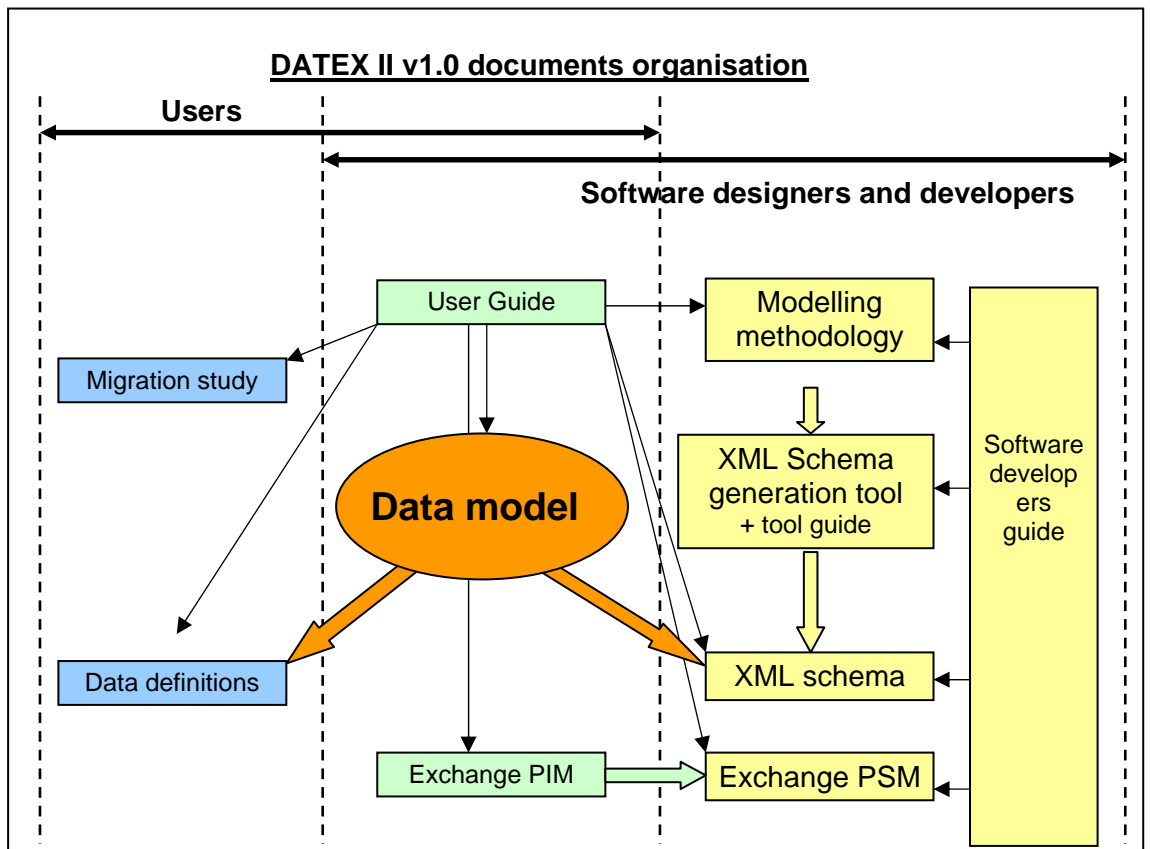 DATEX II v1.0 documents organisation
Users
Software designers and developers
User Guide
Modelling
methodology
Migration study
XML Schema
generation tool
+ tool guide
Software
develop
ers
guide
Data model
Data definitions
XML schema
Exchange PIM
Exchange PSM